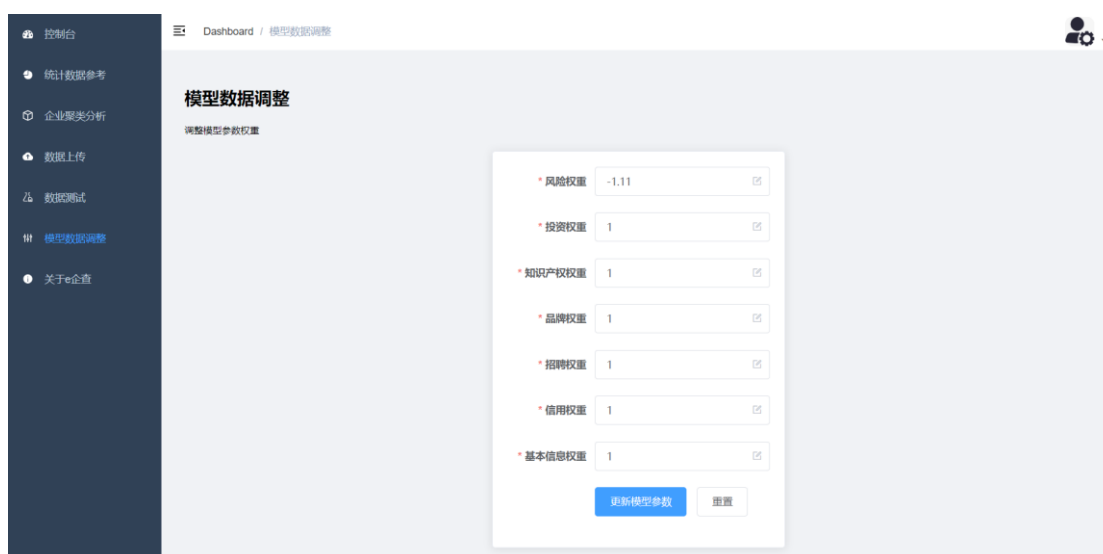 控制台
统计数据参考
企业聚类分析
数据上传
数据测试
模型数据调整
关于e企查
Dashboard / 模型数据调整
模型数据调整
调整模型参数权重
* 风险权重 -1.11
* 投资权重 1
* 知识产权权重 1
* 品牌权重 1
* 招聘权重 1
* 信用权重 1
* 基本信息权重 1
更新模型参数 重置